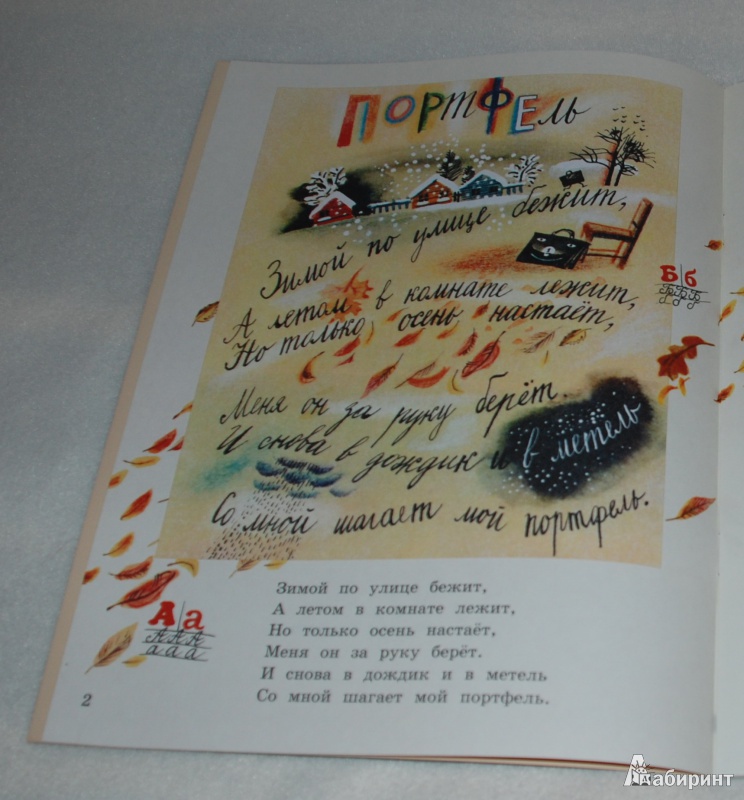 Портфель
Зимой по улице бежит,
А летом в комнате лежит,
Но только осень настаёт,
Меня он за руку берёт.
И снова в дождик и в метель
Со мной шагает мой портфель.
Б б
Б Б Б
б б б
А а
А А А
а а а
Зимой по улице бежит,
А летом в комнате лежит,
Но только осень настаёт,
Меня он за руку берёт.
И снова в дождик и в метель
Со мной шагает мой портфель.
2
Лабиринт